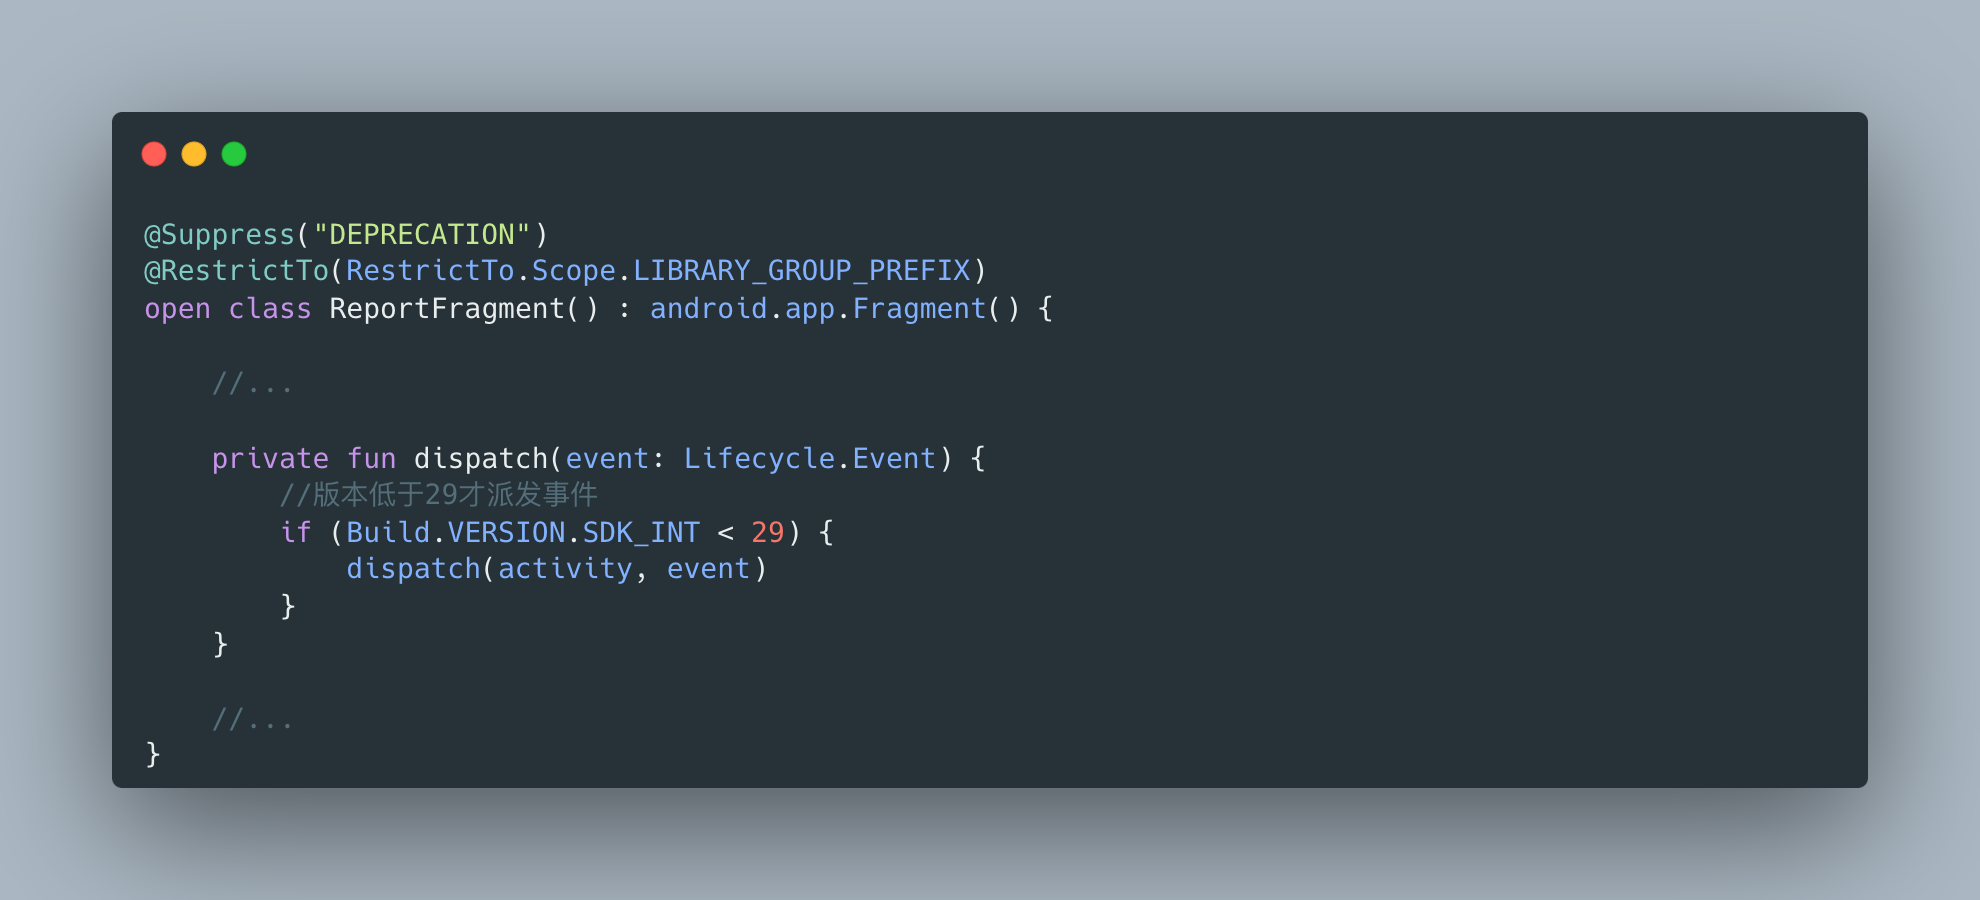 @Suppress("DEPRECATION")
@RestrictTo(RestrictTo.Scope.LIBRARY_GROUP_PREFIX)
open class ReportFragment() : android.app.Fragment() {

    //...

    private fun dispatch(event: Lifecycle.Event) {
        //版本低于29才派发事件
        if (Build.VERSION.SDK_INT < 29) {
            dispatch(activity, event)
        }
    }

    //...
}